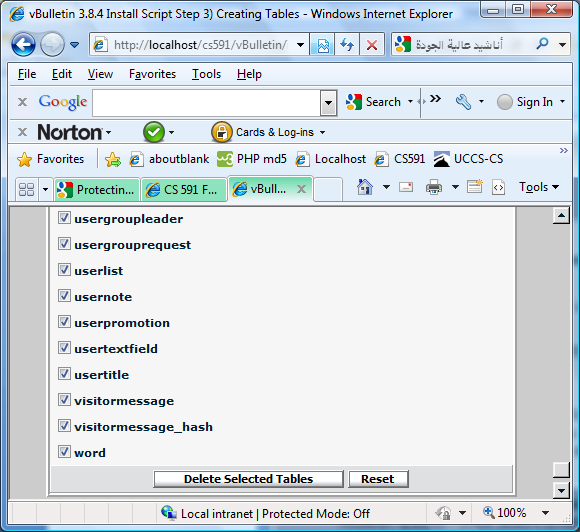 vBulletin 3.8.4 Install Script Step 3) Creating Tables - Windows Internet Explorer
http://localhost/cs591/vBulletin/
أناشيد عالية الجودة
File Edit View Favorites Tools Help
x Google Search » Sign In
x Norton Cards & Log-ins
Favorites aboutblank PHP md5 Localhost CS591 UCCS-CS »
Protectin... CS 591 F... vBull... x Tools »
usergroupleader
usergrouprequest
userlist
usernote
userpromotion
usertextfield
usertitle
visitormessage
visitormessage_hash
word
Delete Selected Tables Reset
Local intranet | Protected Mode: Off 100%